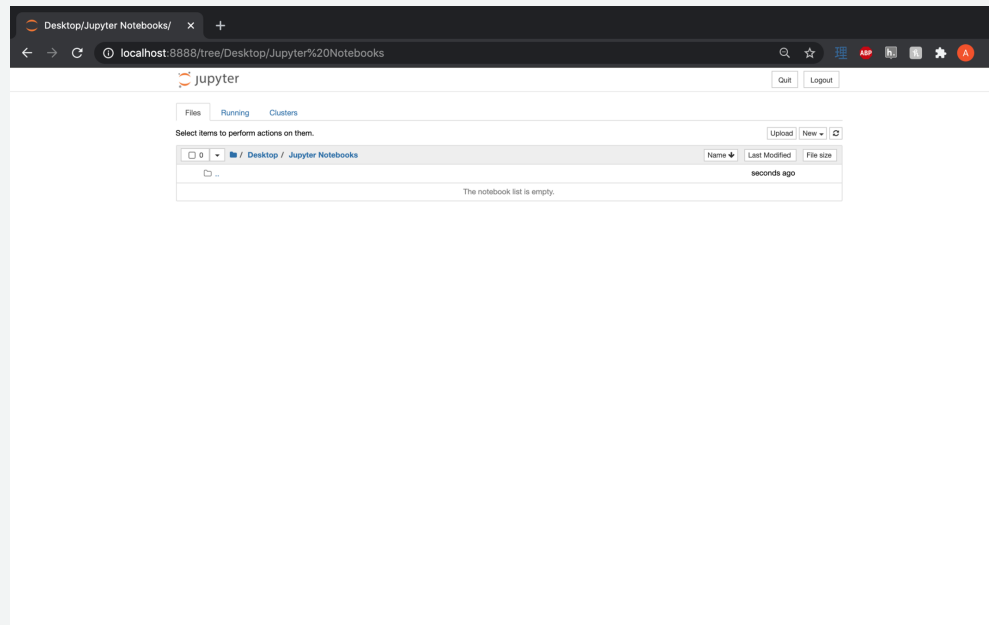 Desktop/Jupyter Notebooks/
localhost:8888/tree/Desktop/Jupyter%20Notebooks
理 ABP h. A
jupyter
Quit Logout
Files Running Clusters
Select items to perform actions on them.
Upload New
0 / Desktop / Jupyter Notebooks Name Last Modified File size
.. seconds ago
The notebook list is empty.